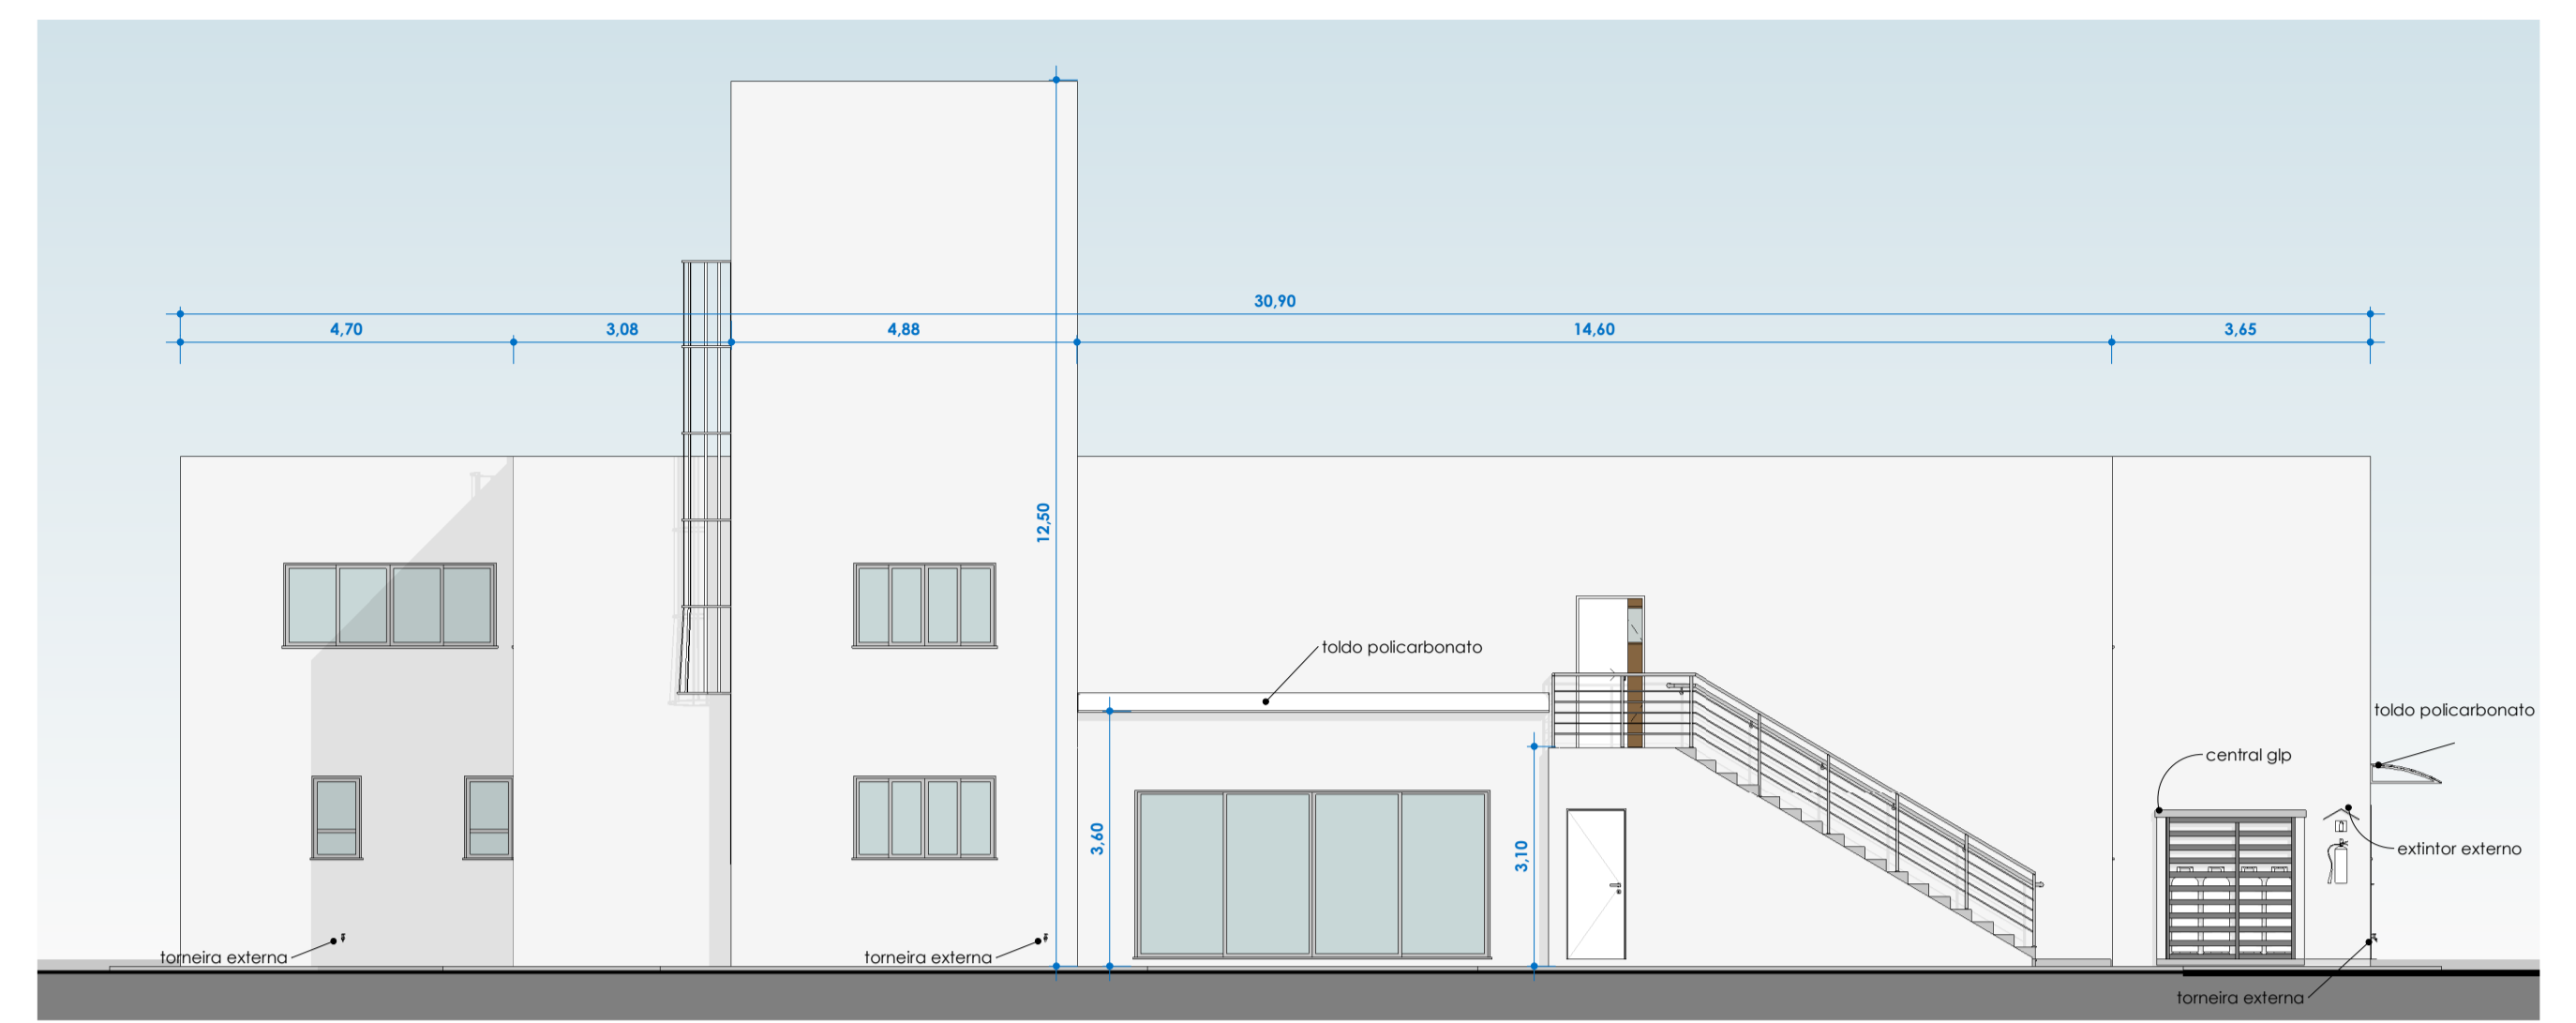 30,90
4,70
3,08
4,88
14,60
3,65
12,50
toldo policarbonato
toldo policarbonato
central glp
3,60
3,10
extintor externo
torneira externa
torneira externa
torneira externa